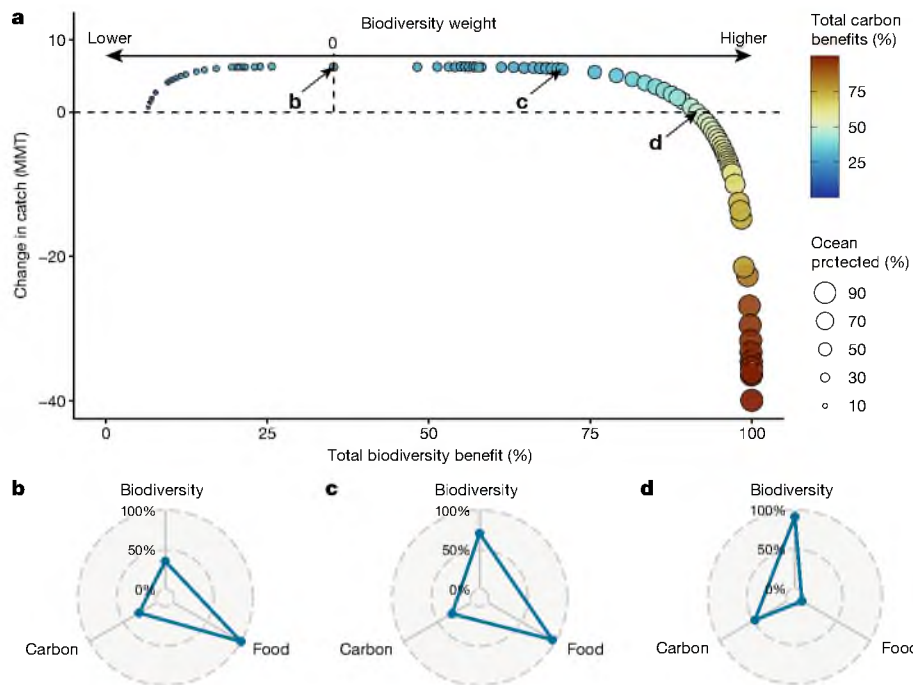 a
Biodiversity weight
Lower
0
Higher
Total carbon
benefits (%)
75
50
25
10
0
−20
−40
Change in catch (MMT)
b
c
d
0
25
50
75
100
Total biodiversity benefit (%)
Ocean
protected (%)
90
70
50
30
10
b
Biodiversity
100%
50%
0%
Carbon
Food
c
Biodiversity
100%
50%
0%
Carbon
Food
d
Biodiversity
100%
50%
0%
Carbon
Food